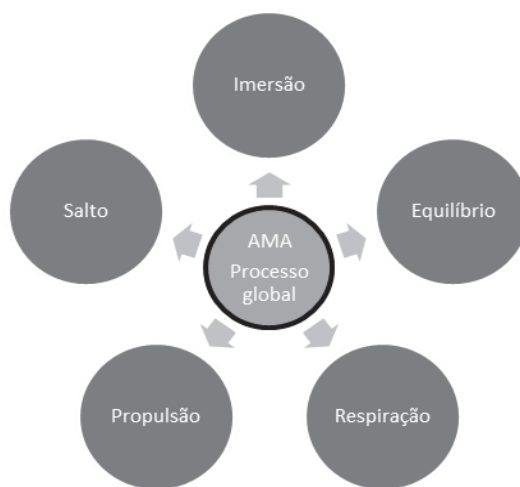 Imersão
Salto
Equilíbrio
AMA
Processo
global
Propulsão
Respiração